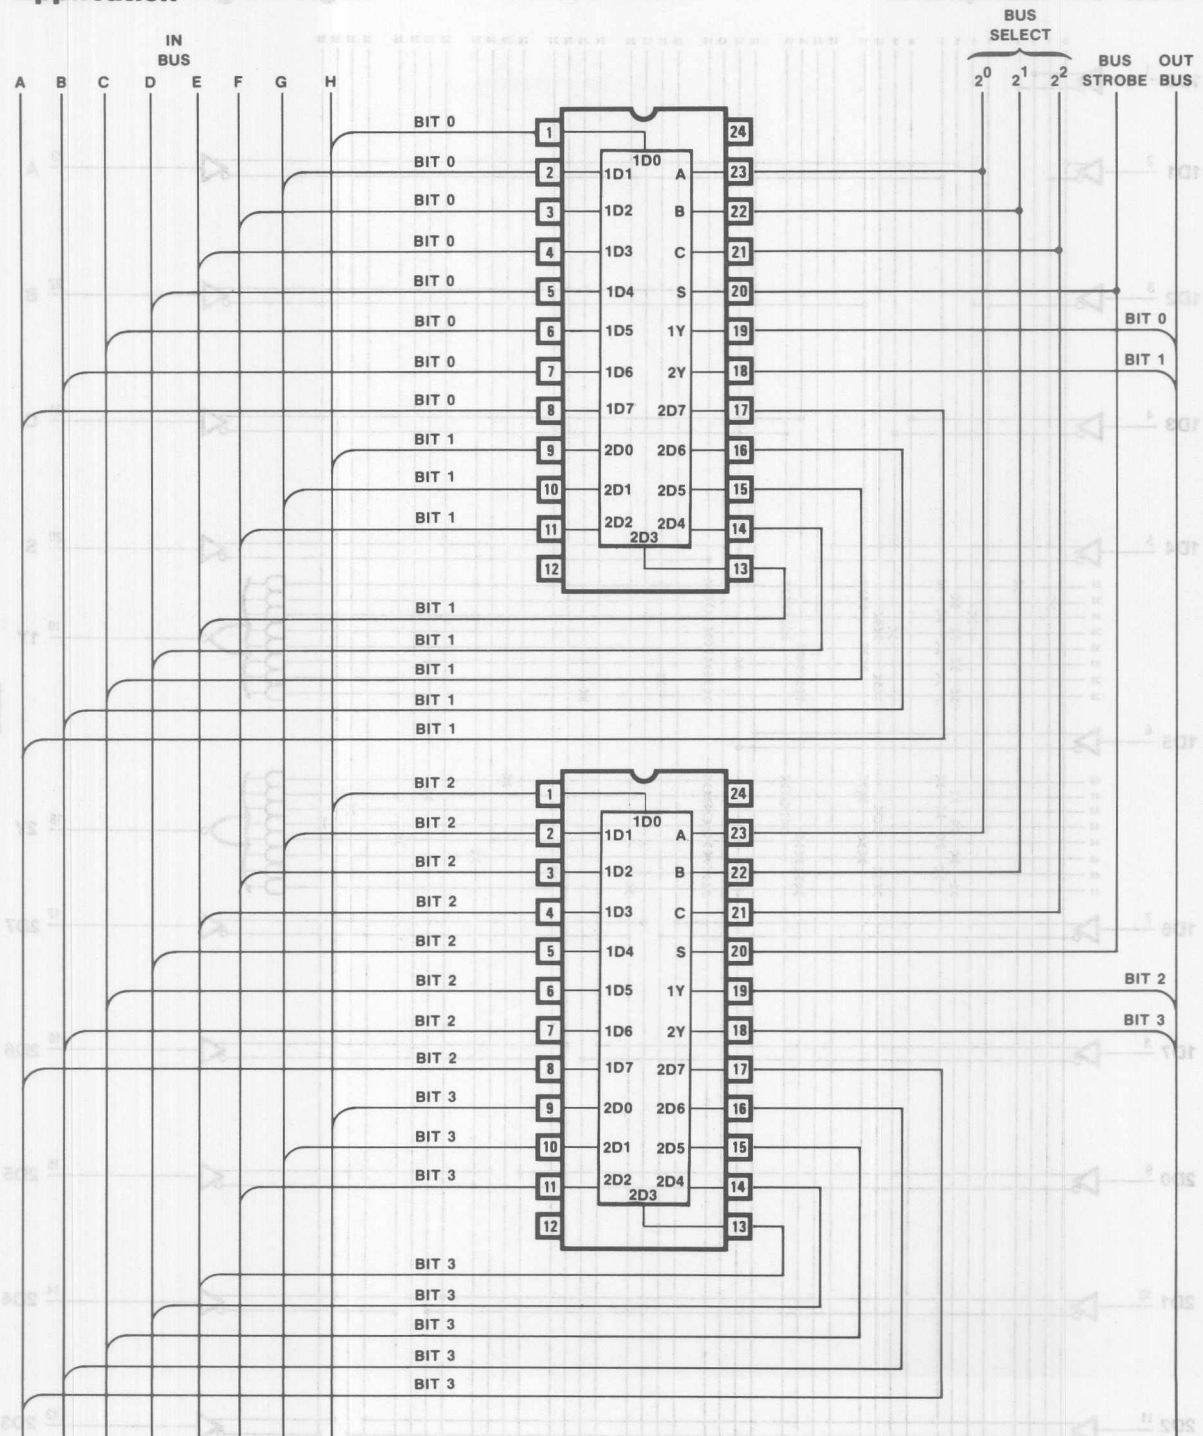 Application
BUS
SELECT
IN
BUS
BUS
STROBE
OUT
BUS
A B C D E F G H
2⁰ 2¹ 2²
BIT 0
1 24
1D0
BIT 0
2 1D1 A 23
BIT 0
3 1D2 B 22
BIT 0
4 1D3 C 21
BIT 0
5 1D4 S 20
BIT 0 BIT 0
6 1D5 1Y 19
BIT 0 BIT 1
7 1D6 2Y 18
BIT 0
8 1D7 2D7 17
BIT 1
9 2D0 2D6 16
BIT 1
10 2D1 2D5 15
BIT 1
11 2D2 2D4 14
2D3
12 13
BIT 1
BIT 1
BIT 1
BIT 1
BIT 1
BIT 2
1 24
1D0
BIT 2
2 1D1 A 23
BIT 2
3 1D2 B 22
BIT 2
4 1D3 C 21
BIT 2
5 1D4 S 20
BIT 2 BIT 2
6 1D5 1Y 19
BIT 2 BIT 3
7 1D6 2Y 18
BIT 2
8 1D7 2D7 17
BIT 3
9 2D0 2D6 16
BIT 3
10 2D1 2D5 15
BIT 3
11 2D2 2D4 14
2D3
12 13
BIT 3
BIT 3
BIT 3
BIT 3
BIT 3